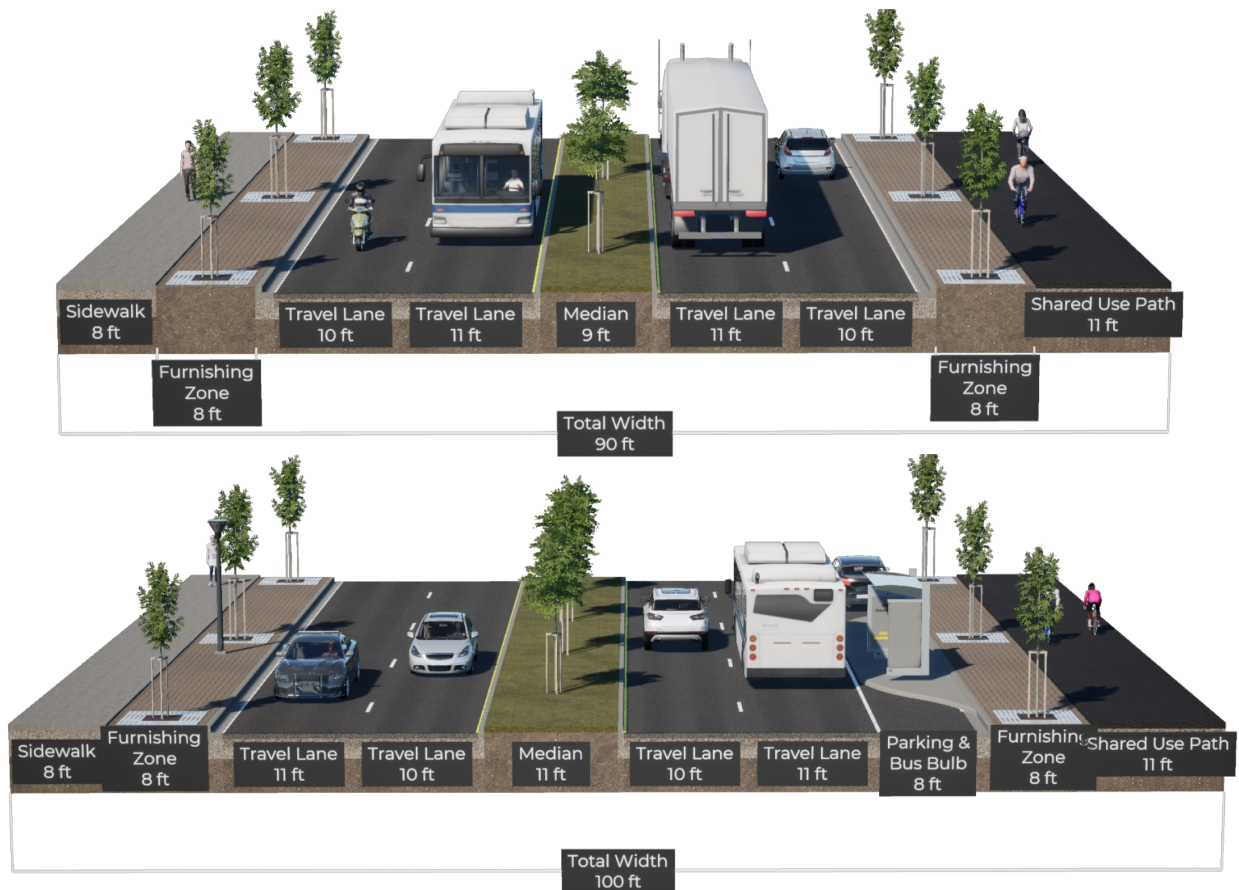 Sidewalk
8 ft
Travel Lane
10 ft
Travel Lane
11 ft
Median
9 ft
Travel Lane
11 ft
Travel Lane
10 ft
Shared Use Path
11 ft
Furnishing
Zone
8 ft
Furnishing
Zone
8 ft
Total Width
90 ft
Sidewalk
8 ft
Furnishing
Zone
8 ft
Travel Lane
11 ft
Travel Lane
10 ft
Median
11 ft
Travel Lane
10 ft
Travel Lane
11 ft
Parking &
Bus Bulb
8 ft
Furnishing
Zone
8 ft
Shared Use Path
11 ft
Total Width
100 ft